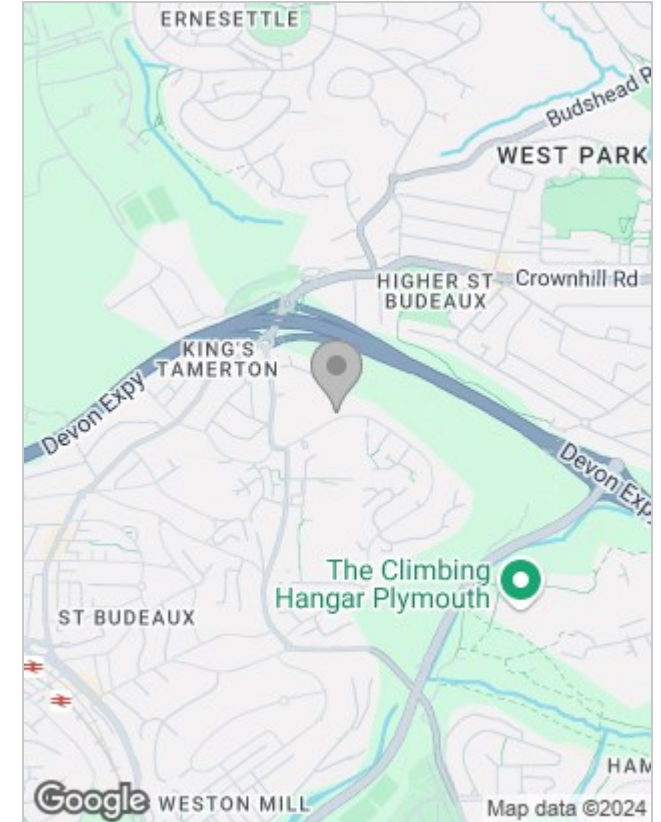 ERNESETTLE
Budshead R
WEST PARK
HIGHER ST
BUDEAUX
Crownhill Rd
KING'S
TAMERTON
Devon Expy
Devon Exp
The Climbing
Hangar Plymouth
ST BUDEAUX
HAM
Google
WESTON MILL
Map data ©2024